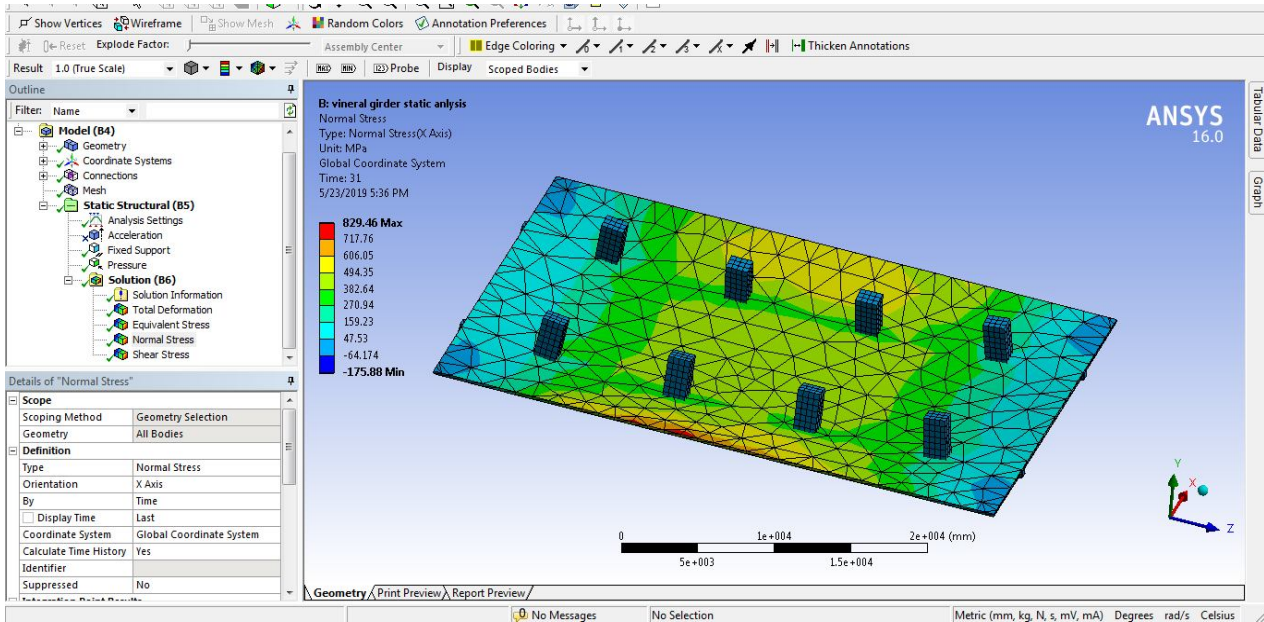 Show Vertices Wireframe Show Mesh Random Colors Annotation Preferences
Reset Explode Factor: Assembly Center Edge Coloring Thicken Annotations
Result 1.0 (True Scale) MAX MIN 123 Probe Display Scoped Bodies
Outline
Filter: Name
Model (B4)
Geometry
Coordinate Systems
Connections
Mesh
Static Structural (B5)
Analysis Settings
Acceleration
Fixed Support
Pressure
Solution (B6)
Solution Information
Total Deformation
Equivalent Stress
Normal Stress
Shear Stress
Details of "Normal Stress"
Scope
Scoping Method Geometry Selection
Geometry All Bodies
Definition
Type Normal Stress
Orientation X Axis
By Time
Display Time Last
Coordinate System Global Coordinate System
Calculate Time History Yes
Identifier
Suppressed No
Integration Point Results
B: vineral girder static anlysis
Normal Stress
Type: Normal Stress(X Axis)
Unit: MPa
Global Coordinate System
Time: 31
5/23/2019 5:36 PM
829.46 Max
717.76
606.05
494.35
382.64
270.94
159.23
47.53
-64.174
-175.88 Min
ANSYS
16.0
Y
X
Z
0 1e+004 2e+004 (mm)
5e+003 1.5e+004
Geometry Print Preview Report Preview
Tabular Data
Graph
No Messages No Selection Metric (mm, kg, N, s, mV, mA) Degrees rad/s Celsius